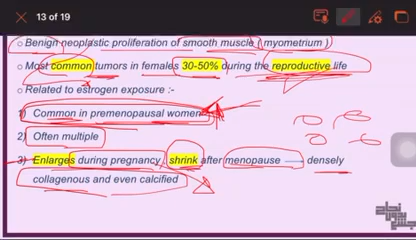 13 of 19
o Benign neoplastic proliferation of smooth muscle ( myometrium )
o Most common tumors in females 30-50% during the reproductive life
o Related to estrogen exposure :-
1) Common in premenopausal women
2) Often multiple
3) Enlarges during pregnancy, shrink after menopause → densely
collagenous and even calcified